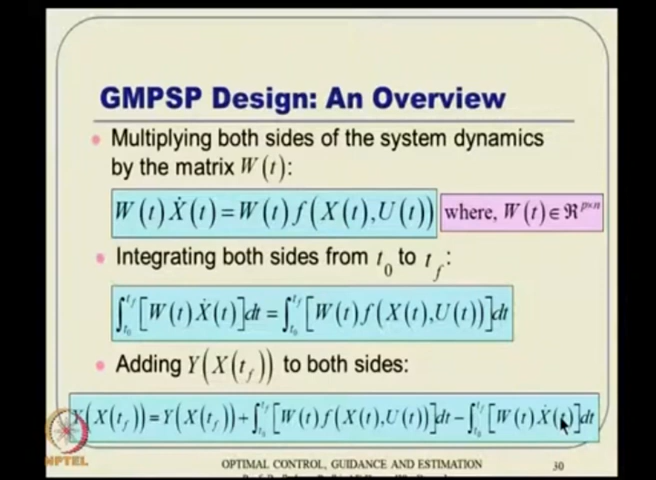 GMPSP Design: An Overview
• Multiplying both sides of the system dynamics
by the matrix W(t):
W(t)Ẋ(t) = W(t) f(X(t),U(t)) where, W(t) ∈ ℜ^{p×n}
• Integrating both sides from t_0 to t_f:
∫_{t_0}^{t_f} [W(t)Ẋ(t)]dt = ∫_{t_0}^{t_f} [W(t) f(X(t),U(t))]dt
• Adding Y(X(t_f)) to both sides:
Y(X(t_f)) = Y(X(t_f)) + ∫_{t_0}^{t_f} [W(t) f(X(t),U(t))]dt − ∫_{t_0}^{t_f} [W(t)Ẋ(t)]dt
NPTEL
OPTIMAL CONTROL, GUIDANCE AND ESTIMATION 30